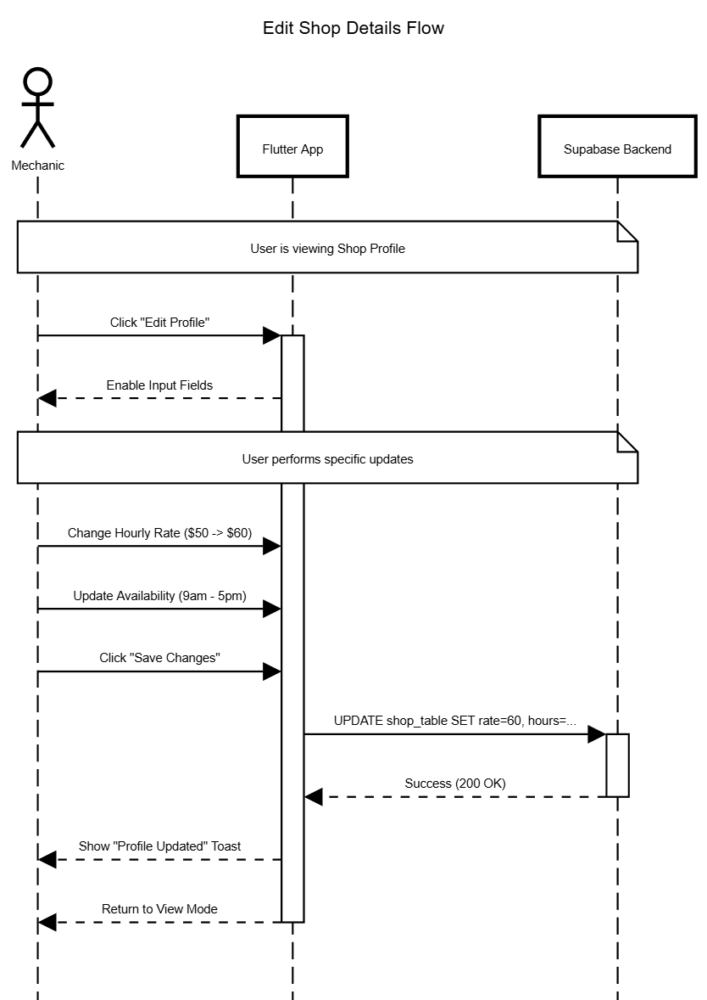 Edit Shop Details Flow
Mechanic
Flutter App
Supabase Backend
User is viewing Shop Profile
Click "Edit Profile"
Enable Input Fields
User performs specific updates
Change Hourly Rate ($50 -> $60)
Update Availability (9am - 5pm)
Click "Save Changes"
UPDATE shop_table SET rate=60, hours=...
Success (200 OK)
Show "Profile Updated" Toast
Return to View Mode